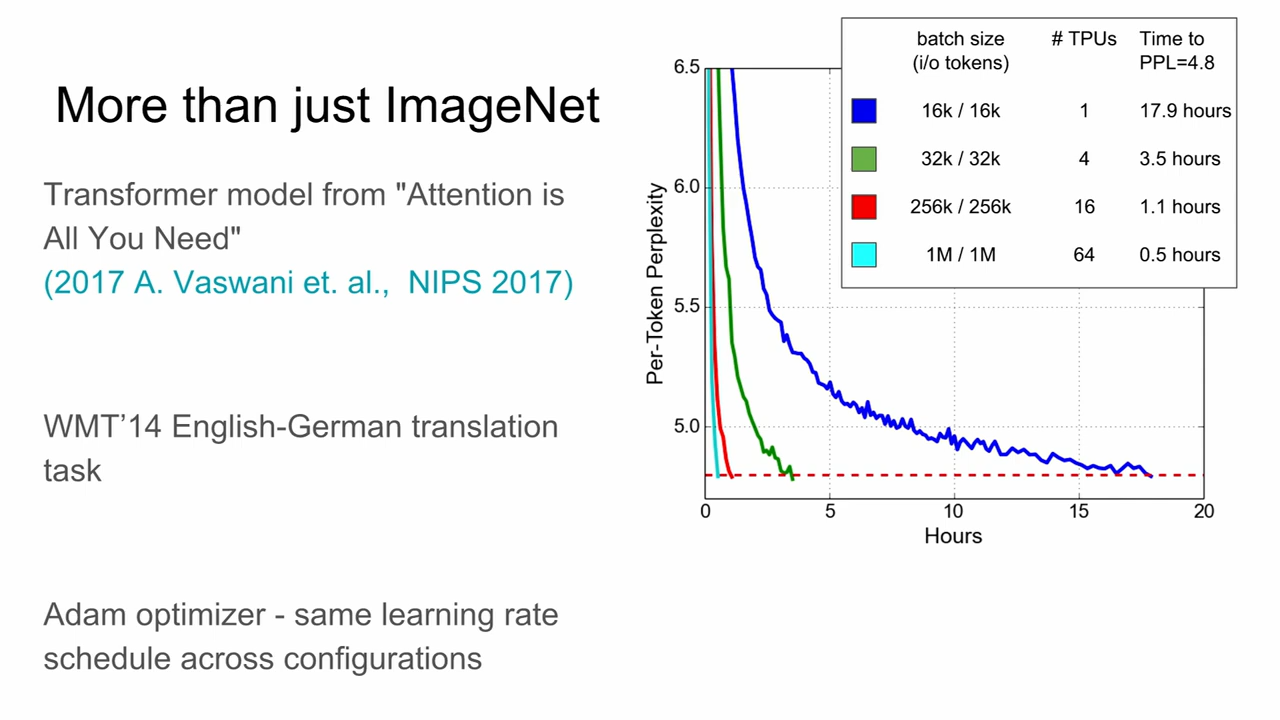 More than just ImageNet
Transformer model from "Attention is
All You Need"
(2017 A. Vaswani et. al.,  NIPS 2017)
WMT’14 English-German translation
task
Adam optimizer - same learning rate
schedule across configurations
batch size # TPUs Time to
(i/o tokens) PPL=4.8
16k / 16k 1 17.9 hours
32k / 32k 4 3.5 hours
256k / 256k 16 1.1 hours
1M / 1M 64 0.5 hours
Per-Token Perplexity
6.5
6.0
5.5
5.0
0 5 10 15 20
Hours